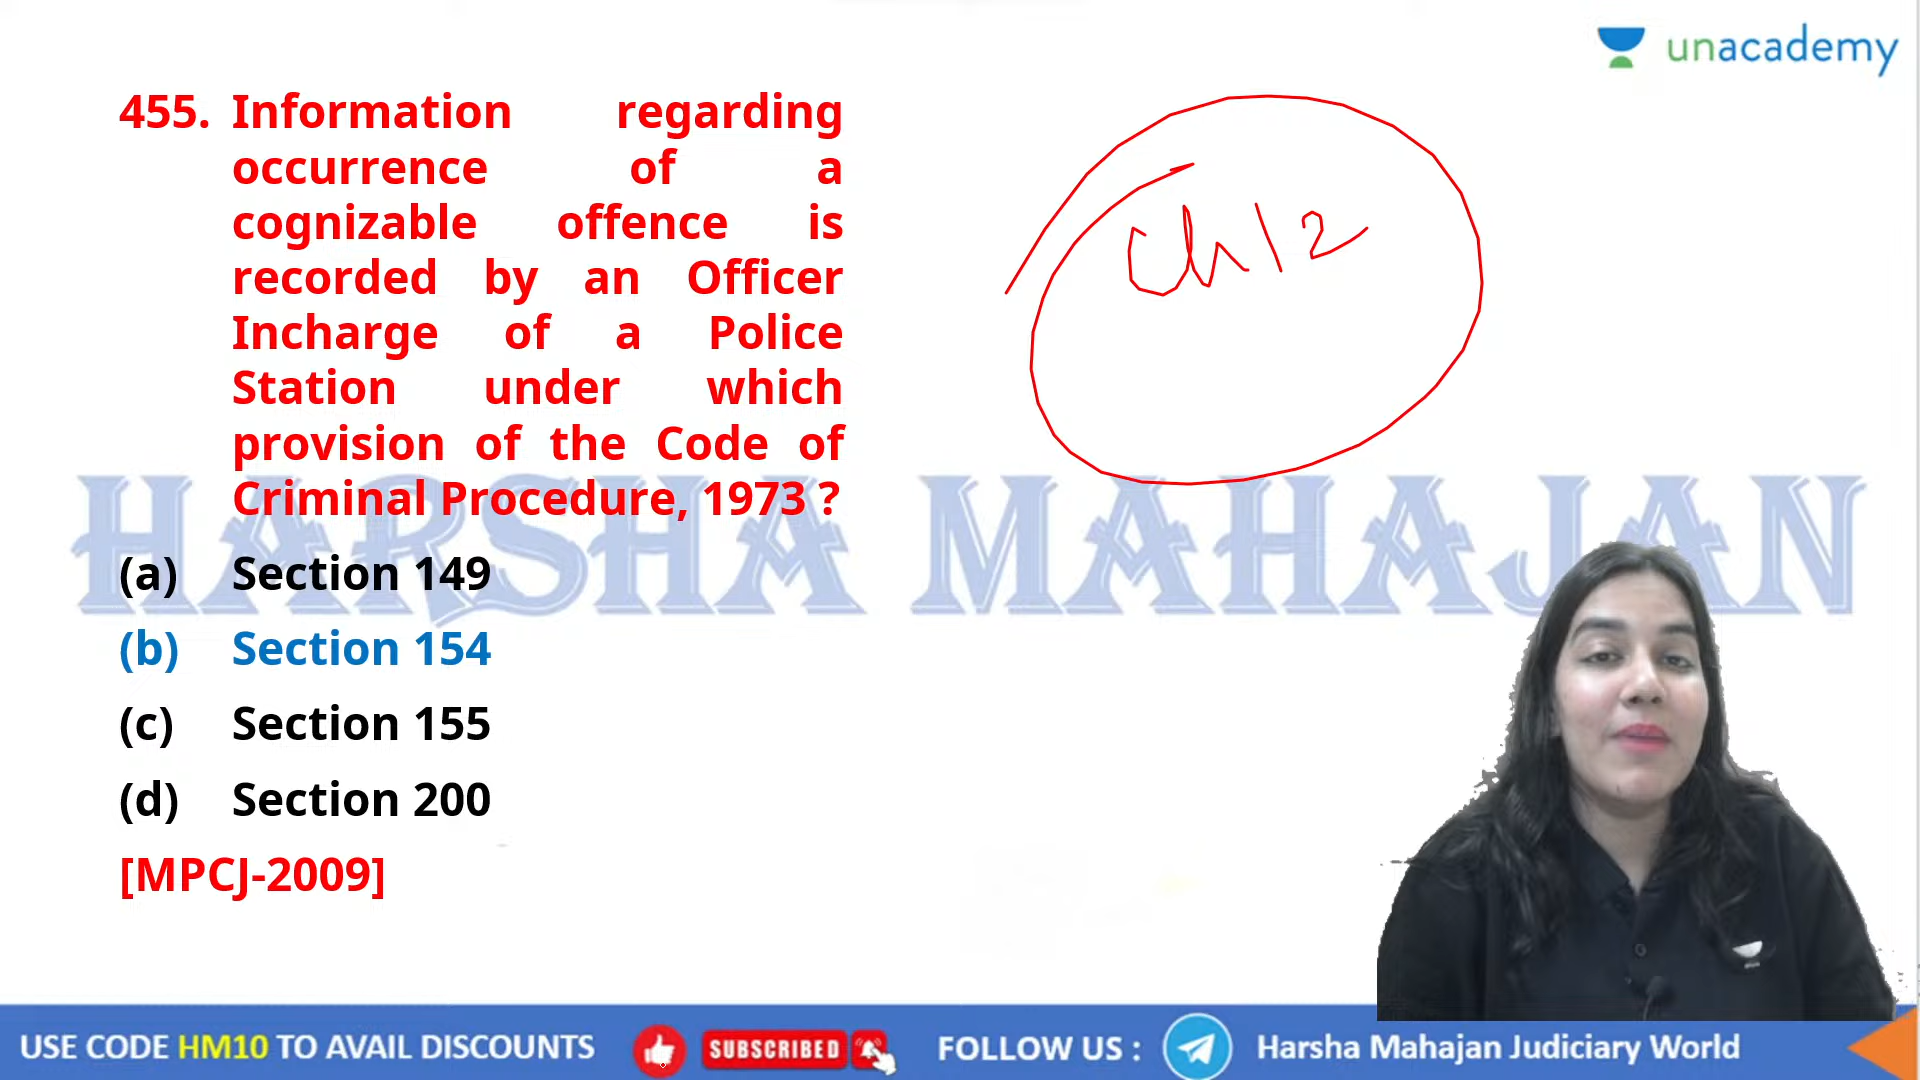 unacademy
455. Information regarding
occurrence of a
cognizable offence is
recorded by an Officer
Incharge of a Police
Station under which
provision of the Code of
Criminal Procedure, 1973 ?
(a) Section 149
(b) Section 154
(c) Section 155
(d) Section 200
[MPCJ-2009]
Ch 12
HARSHA MAHAJAN
USE CODE HM10 TO AVAIL DISCOUNTS
SUBSCRIBED
FOLLOW US :
Harsha Mahajan Judiciary World